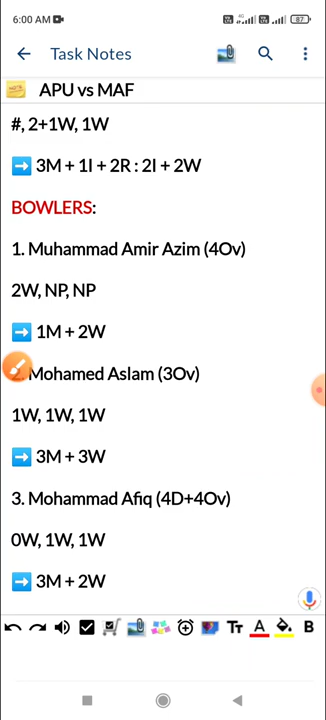 6:00 AM
87
Task Notes
APU vs MAF
#, 2+1W, 1W
➡️ 3M + 1I + 2R : 2I + 2W
BOWLERS:
1. Muhammad Amir Azim (4Ov)
2W, NP, NP
➡️ 1M + 2W
Mohamed Aslam (3Ov)
1W, 1W, 1W
➡️ 3M + 3W
3. Mohammad Afiq (4D+4Ov)
0W, 1W, 1W
➡️ 3M + 2W
TT A B